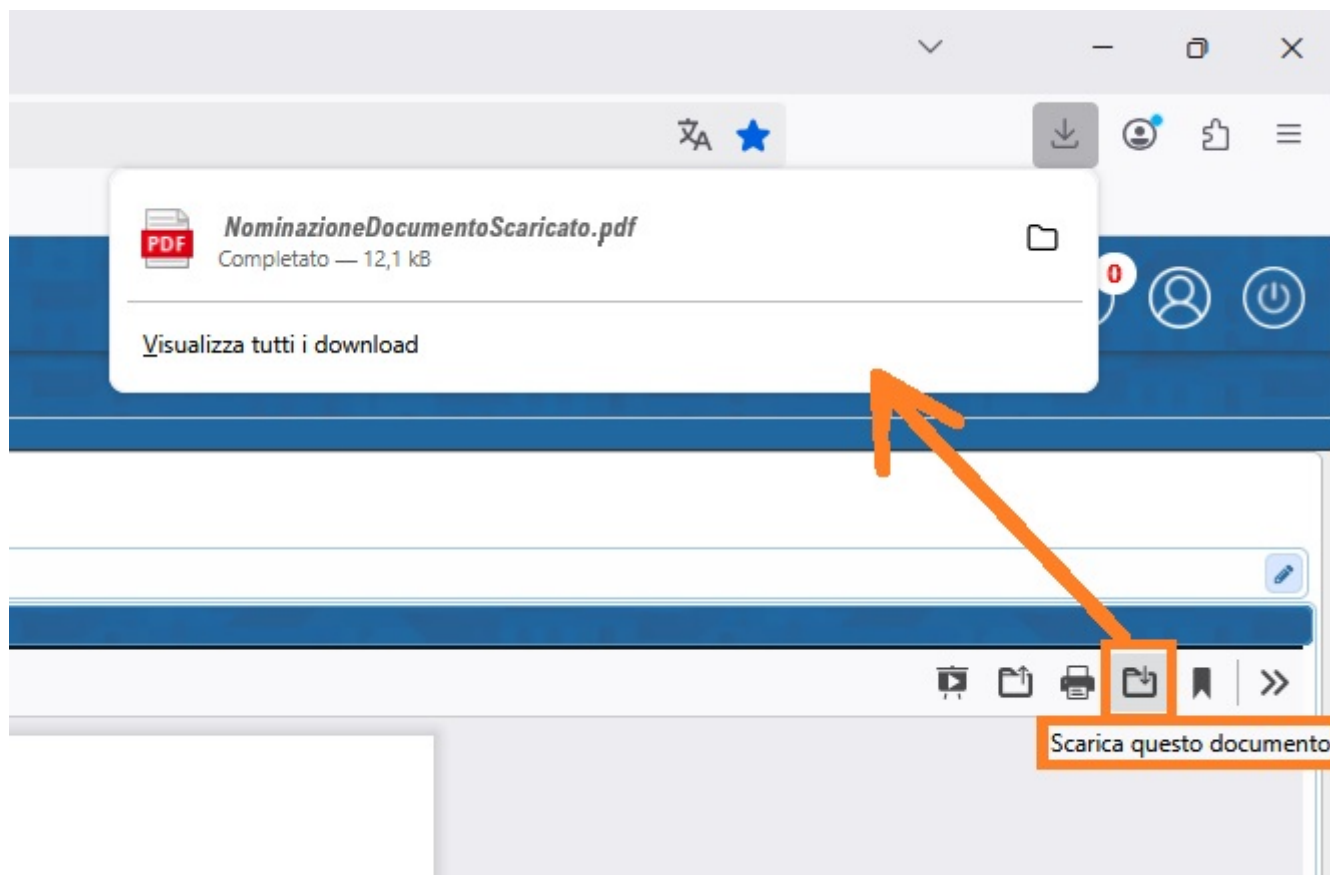 PDF
NominazioneDocumentoScaricato.pdf
Completato — 12,1 kB
0
Visualizza tutti i download
Scarica questo documento